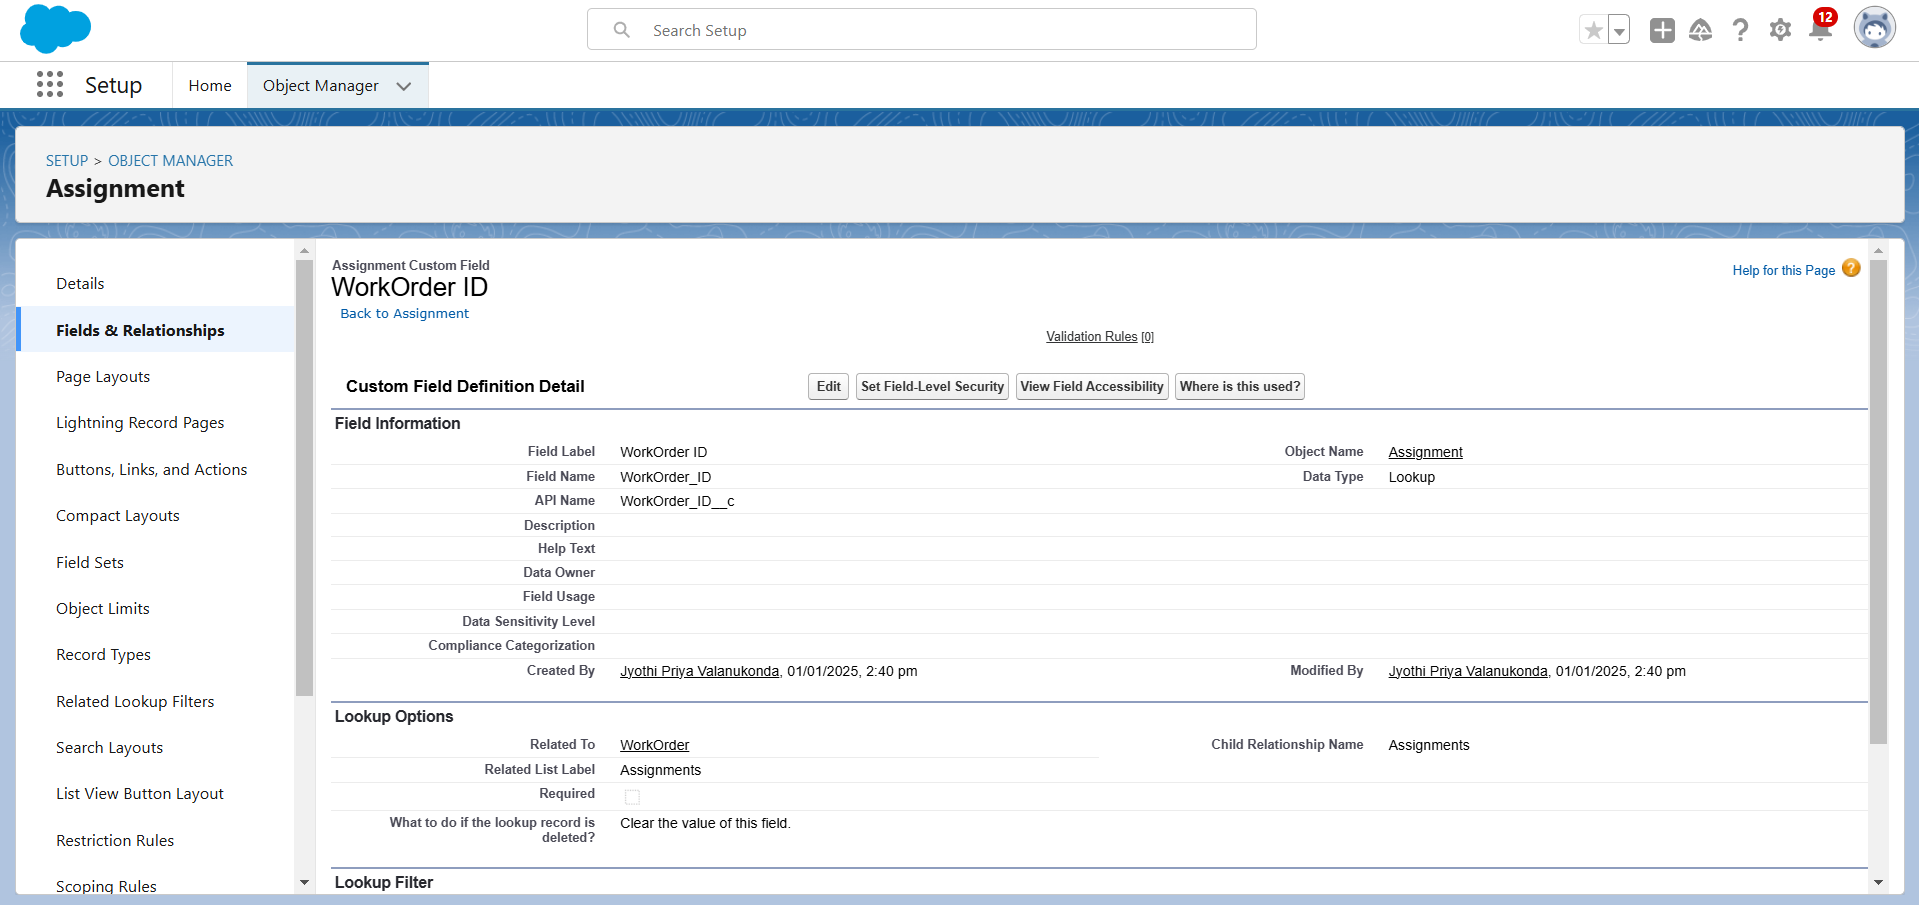 Search Setup
12
Setup
Home
Object Manager
SETUP > OBJECT MANAGER
Assignment
Details
Fields & Relationships
Page Layouts
Lightning Record Pages
Buttons, Links, and Actions
Compact Layouts
Field Sets
Object Limits
Record Types
Related Lookup Filters
Search Layouts
List View Button Layout
Restriction Rules
Scoping Rules
Assignment Custom Field
WorkOrder ID
Back to Assignment
Help for this Page ?
Validation Rules [0]
Custom Field Definition Detail
Edit
Set Field-Level Security
View Field Accessibility
Where is this used?
Field Information
Field Label WorkOrder ID Object Name Assignment
Field Name WorkOrder_ID Data Type Lookup
API Name WorkOrder_ID__c
Description
Help Text
Data Owner
Field Usage
Data Sensitivity Level
Compliance Categorization
Created By Jyothi Priya Valanukonda, 01/01/2025, 2:40 pm Modified By Jyothi Priya Valanukonda, 01/01/2025, 2:40 pm
Lookup Options
Related To WorkOrder Child Relationship Name Assignments
Related List Label Assignments
Required
What to do if the lookup record is Clear the value of this field.
deleted?
Lookup Filter